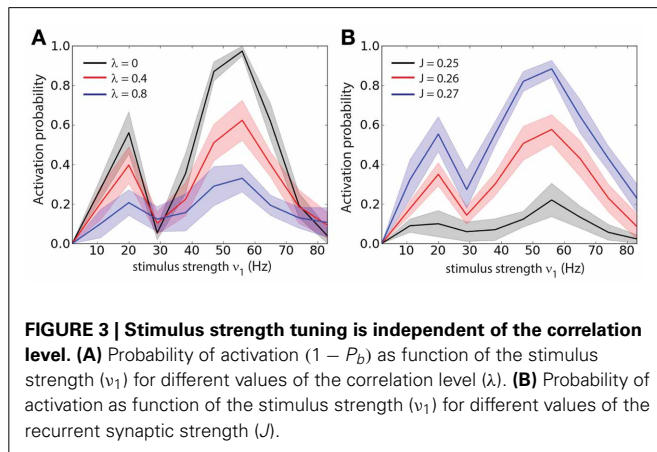 A
B
1.0
0.8
0.6
0.4
0.2
0.0
Activation probability
λ = 0
λ = 0.4
λ = 0.8
0 10 20 30 40 50 60 70 80
stimulus strength ν1 (Hz)
1.0
0.8
0.6
0.4
0.2
0.0
Activation probability
J = 0.25
J = 0.26
J = 0.27
0 10 20 30 40 50 60 70 80
stimulus strength ν1 (Hz)
FIGURE 3 | Stimulus strength tuning is independent of the correlation
level. (A) Probability of activation (1 − Pb) as function of the stimulus
strength (ν1) for different values of the correlation level (λ). (B) Probability of
activation as function of the stimulus strength (ν1) for different values of the
recurrent synaptic strength (J).